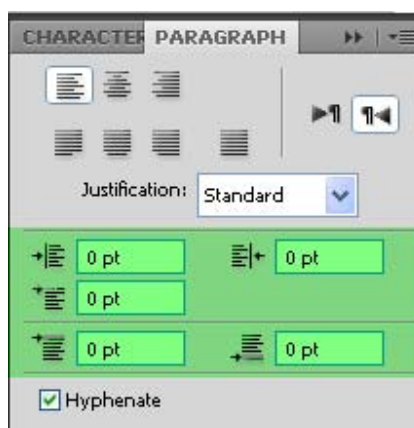 CHARACTER PARAGRAPH
Justification: Standard
0 pt 0 pt
0 pt
0 pt 0 pt
Hyphenate